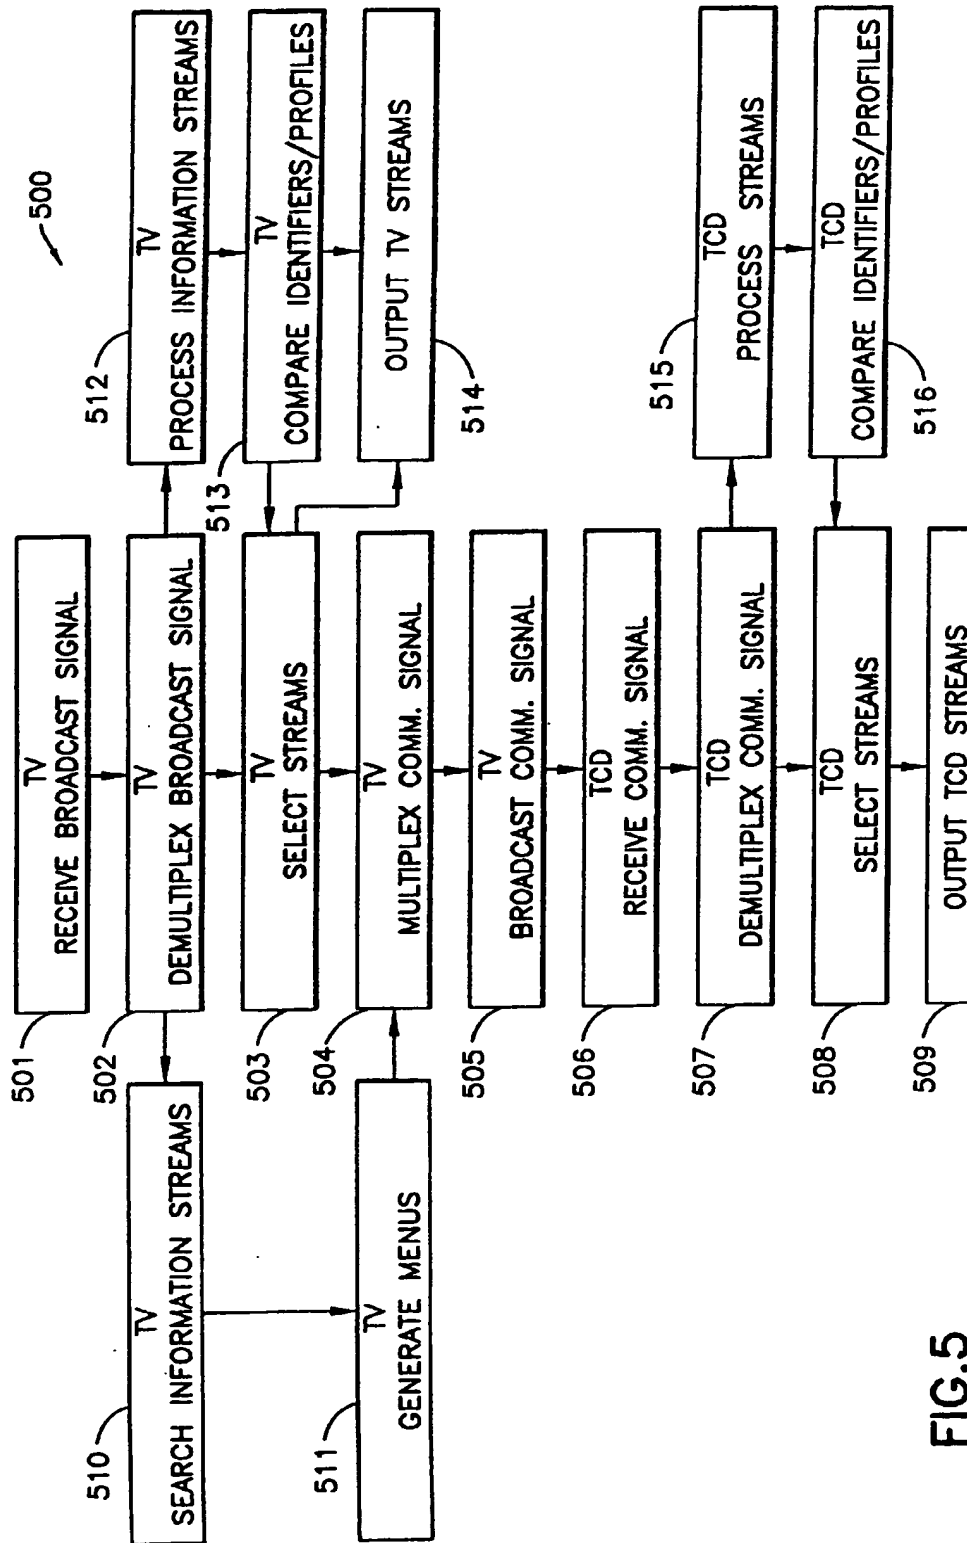 500
501
TV
RECEIVE BROADCAST SIGNAL
502
TV
DEMULTIPLEX BROADCAST SIGNAL
503
TV
SELECT STREAMS
504
TV
MULTIPLEX COMM. SIGNAL
505
TV
BROADCAST COMM. SIGNAL
506
TCD
RECEIVE COMM. SIGNAL
507
TCD
DEMULTIPLEX COMM. SIGNAL
508
TCD
SELECT STREAMS
509
OUTPUT TCD STREAMS
510
TV
SEARCH INFORMATION STREAMS
511
TV
GENERATE MENUS
512
TV
PROCESS INFORMATION STREAMS
513
TV
COMPARE IDENTIFIERS/PROFILES
514
OUTPUT TV STREAMS
515
TCD
PROCESS STREAMS
516
TCD
COMPARE IDENTIFIERS/PROFILES
FIG.5